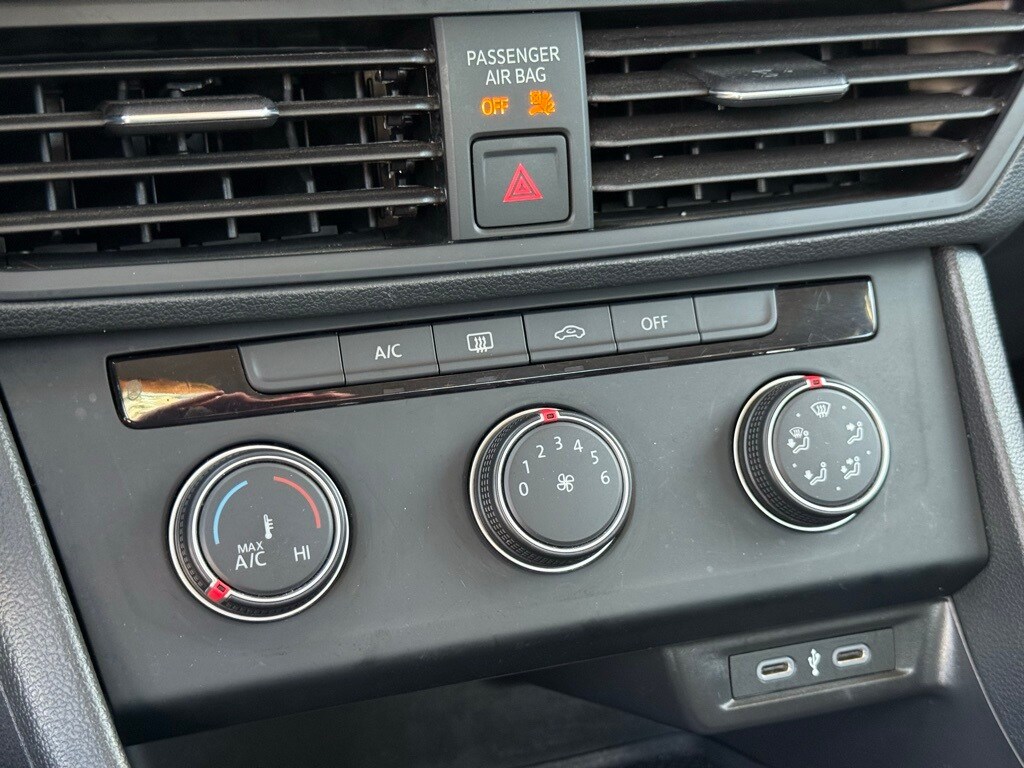 PASSENGER
AIR BAG
OFF
A/C
OFF
MAX
A/C
HI
0 1 2 3 4 5 6